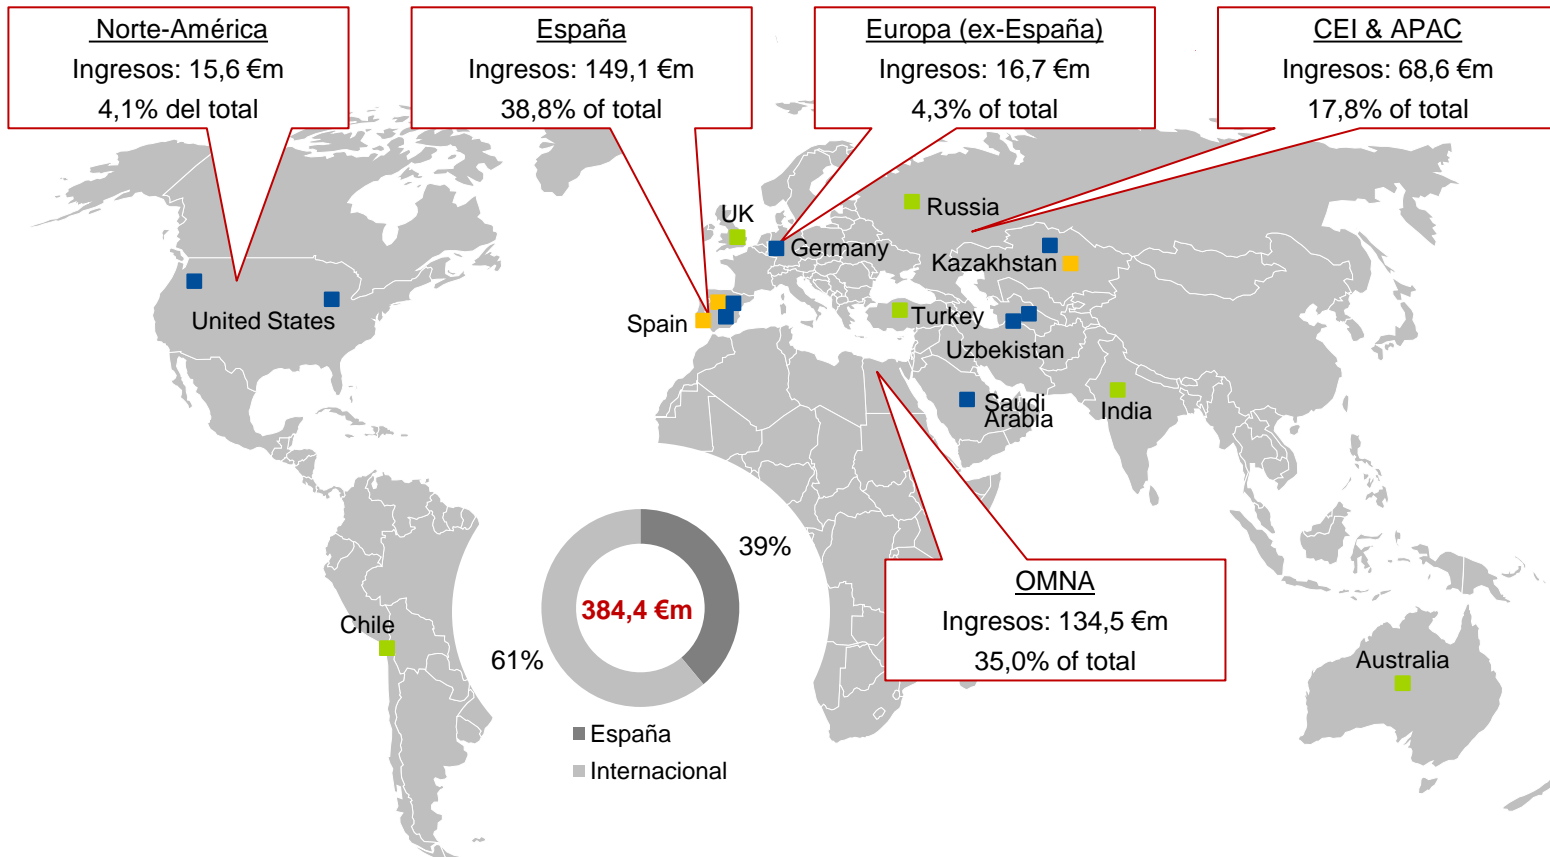 Norte-América
Ingresos: 15,6 €m
4,1% del total
España
Ingresos: 149,1 €m
38,8% of total
Europa (ex-España)
Ingresos: 16,7 €m
4,3% of total
CEI & APAC
Ingresos: 68,6 €m
17,8% of total
Russia
UK
Germany
Kazakhstan
United States
Spain
Turkey
Uzbekistan
Saudi
Arabia
India
39%
384,4 €m
61%
OMNA
Ingresos: 134,5 €m
35,0% of total
Chile
Australia
España
Internacional